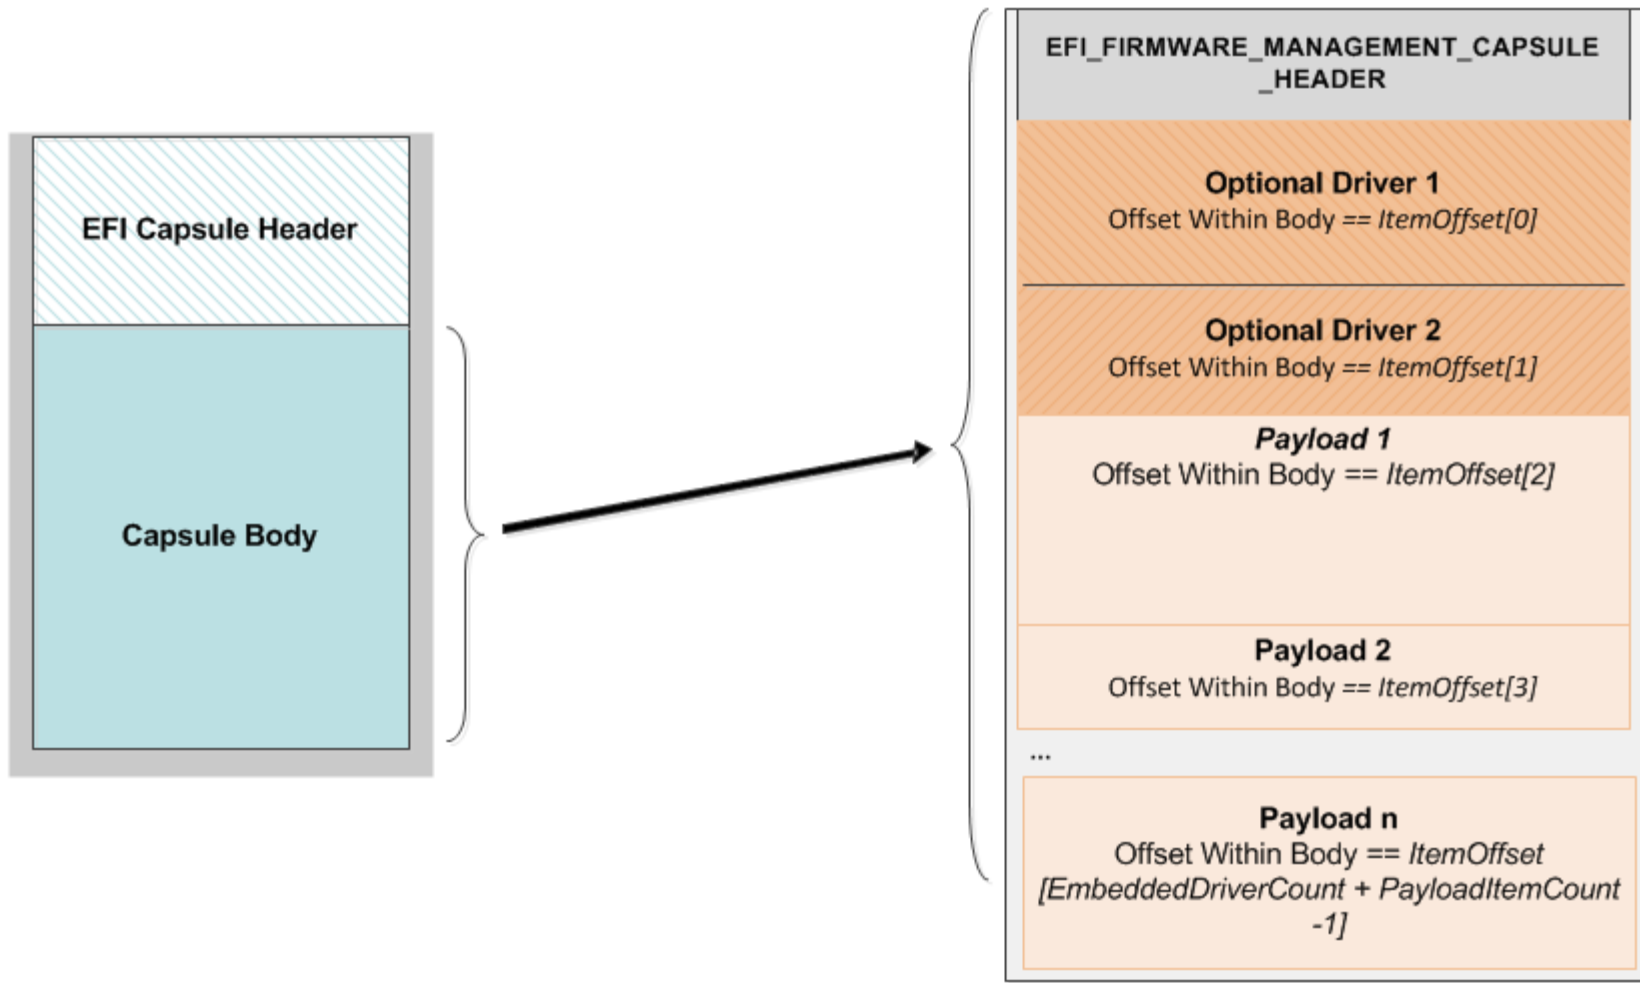 EFI Capsule Header
Capsule Body
EFI_FIRMWARE_MANAGEMENT_CAPSULE
_HEADER
Optional Driver 1
Offset Within Body == ItemOffset[0]
Optional Driver 2
Offset Within Body == ItemOffset[1]
Payload 1
Offset Within Body == ItemOffset[2]
Payload 2
Offset Within Body == ItemOffset[3]
...
Payload n
Offset Within Body == ItemOffset
[EmbeddedDriverCount + PayloadItemCount
-1]